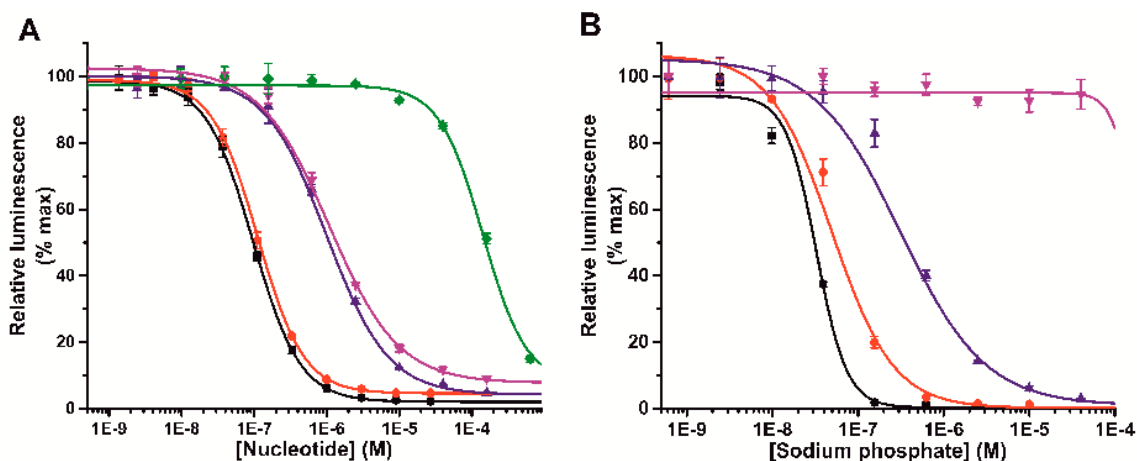 A
Relative luminescence
(% max)
100
80
60
40
20
0
1E-9 1E-8 1E-7 1E-6 1E-5 1E-4
[Nucleotide] (M)
B
Relative luminescence
(% max)
100
80
60
40
20
0
1E-9 1E-8 1E-7 1E-6 1E-5 1E-4
[Sodium phosphate] (M)